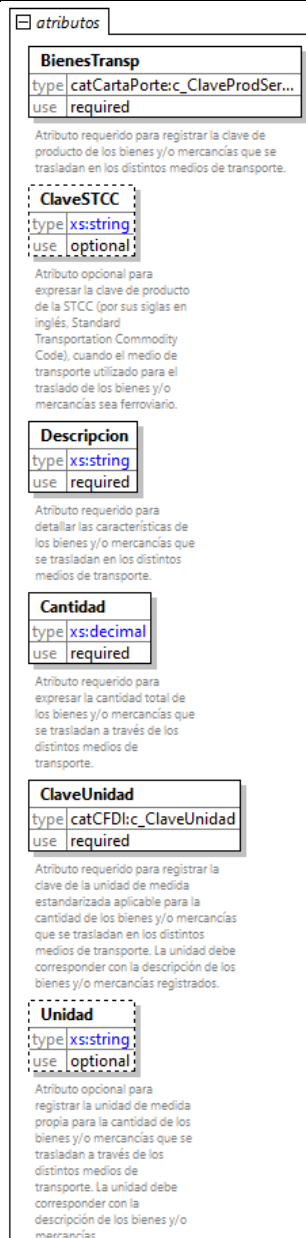 atributos
BienesTransp
type catCartaPorte:c_ClaveProdSer...
use required
Atributo requerido para registrar la clave de
producto de los bienes y/o mercancías que se
trasladan en los distintos medios de transporte.
ClaveSTCC
type xs:string
use optional
Atributo opcional para
expresar la clave de producto
de la STCC (por sus siglas en
inglés, Standard
Transportation Commodity
Code), cuando el medio de
transporte utilizado para el
traslado de los bienes y/o
mercancías sea ferroviario.
Descripcion
type xs:string
use required
Atributo requerido para
detallar las características de
los bienes y/o mercancías que
se trasladan en los distintos
medios de transporte.
Cantidad
type xs:decimal
use required
Atributo requerido para
expresar la cantidad total de
los bienes y/o mercancías que
se trasladan a través de los
distintos medios de
transporte.
ClaveUnidad
type catCFDI:c_ClaveUnidad
use required
Atributo requerido para registrar la
clave de la unidad de medida
estandarizada aplicable para la
cantidad de los bienes y/o mercancías
que se trasladan en los distintos
medios de transporte. La unidad debe
corresponder con la descripción de los
bienes y/o mercancías registrados.
Unidad
type xs:string
use optional
Atributo opcional para
registrar la unidad de medida
propia para la cantidad de los
bienes y/o mercancías que se
trasladan a través de los
distintos medios de
transporte. La unidad debe
corresponder con la
descripción de los bienes y/o
mercancías